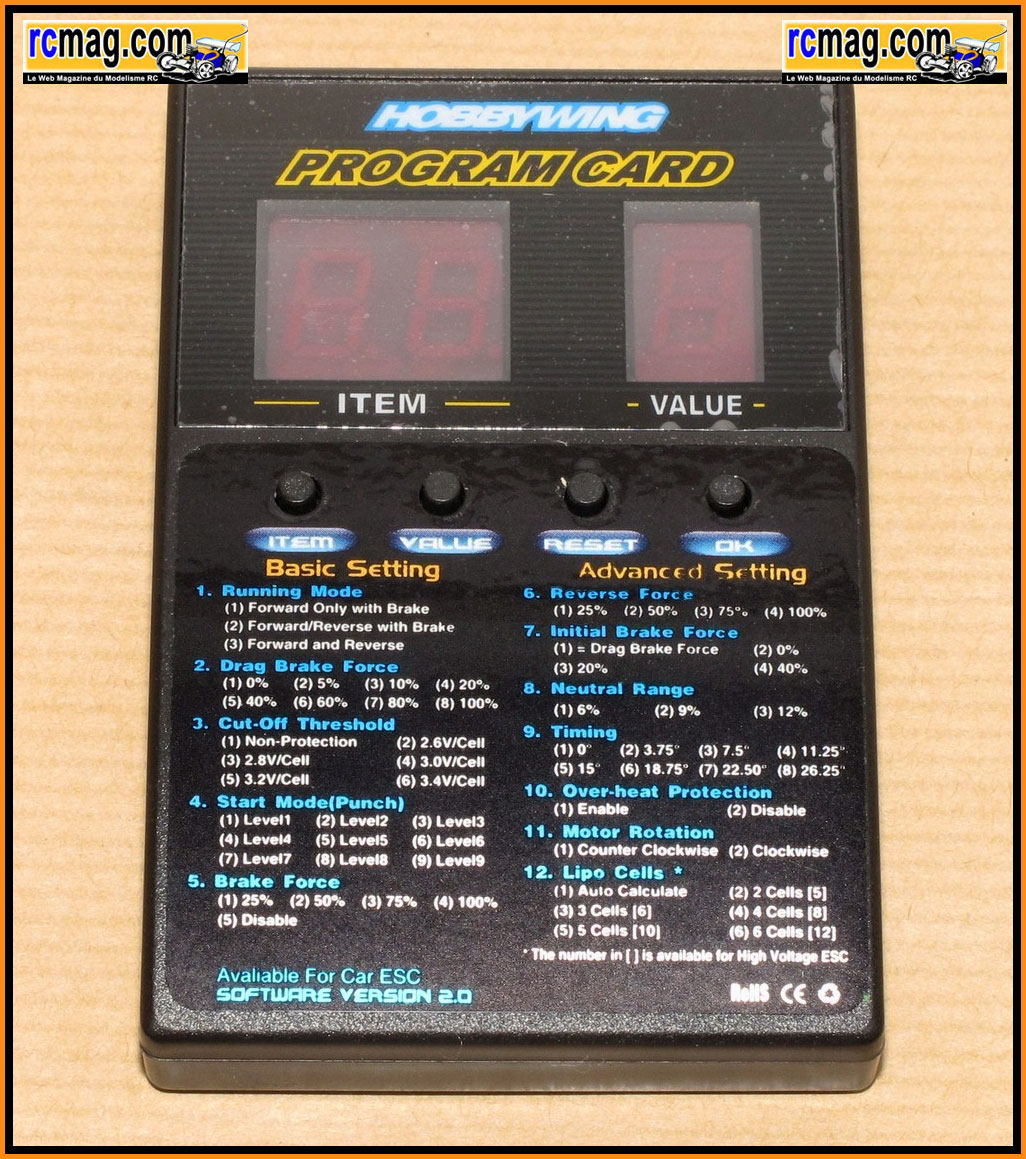 rcmag.com
Le Web Magazine du Modelisme RC
rcmag.com
Le Web Magazine du Modelisme RC
HOBBYWING
PROGRAM CARD
ITEM
VALUE
ITEM
VALUE
RESET
OK
Basic Setting
1. Running Mode
(1) Forward Only with Brake
(2) Forward/Reverse with Brake
(3) Forward and Reverse
2. Drag Brake Force
(1) 0% (2) 5% (3) 10% (4) 20%
(5) 40% (6) 60% (7) 80% (8) 100%
3. Cut-Off Threshold
(1) Non-Protection (2) 2.6V/Cell
(3) 2.8V/Cell (4) 3.0V/Cell
(5) 3.2V/Cell (6) 3.4V/Cell
4. Start Mode(Punch)
(1) Level1 (2) Level2 (3) Level3
(4) Level4 (5) Level5 (6) Level6
(7) Level7 (8) Level8 (9) Level9
5. Brake Force
(1) 25% (2) 50% (3) 75% (4) 100%
(5) Disable
Avaliable For Car ESC
SOFTWARE VERSION 2.0
Advanced Setting
6. Reverse Force
(1) 25% (2) 50% (3) 75% (4) 100%
7. Initial Brake Force
(1) = Drag Brake Force (2) 0%
(3) 20% (4) 40%
8. Neutral Range
(1) 6% (2) 9% (3) 12%
9. Timing
(1) 0° (2) 3.75° (3) 7.5° (4) 11.25°
(5) 15° (6) 18.75° (7) 22.50° (8) 26.25°
10. Over-heat Protection
(1) Enable (2) Disable
11. Motor Rotation
(1) Counter Clockwise (2) Clockwise
12. Lipo Cells *
(1) Auto Calculate (2) 2 Cells [5]
(3) 3 Cells [6] (4) 4 Cells [8]
(5) 5 Cells [10] (6) 6 Cells [12]
* The number in [ ] is available for High Voltage ESC
RoHS CE